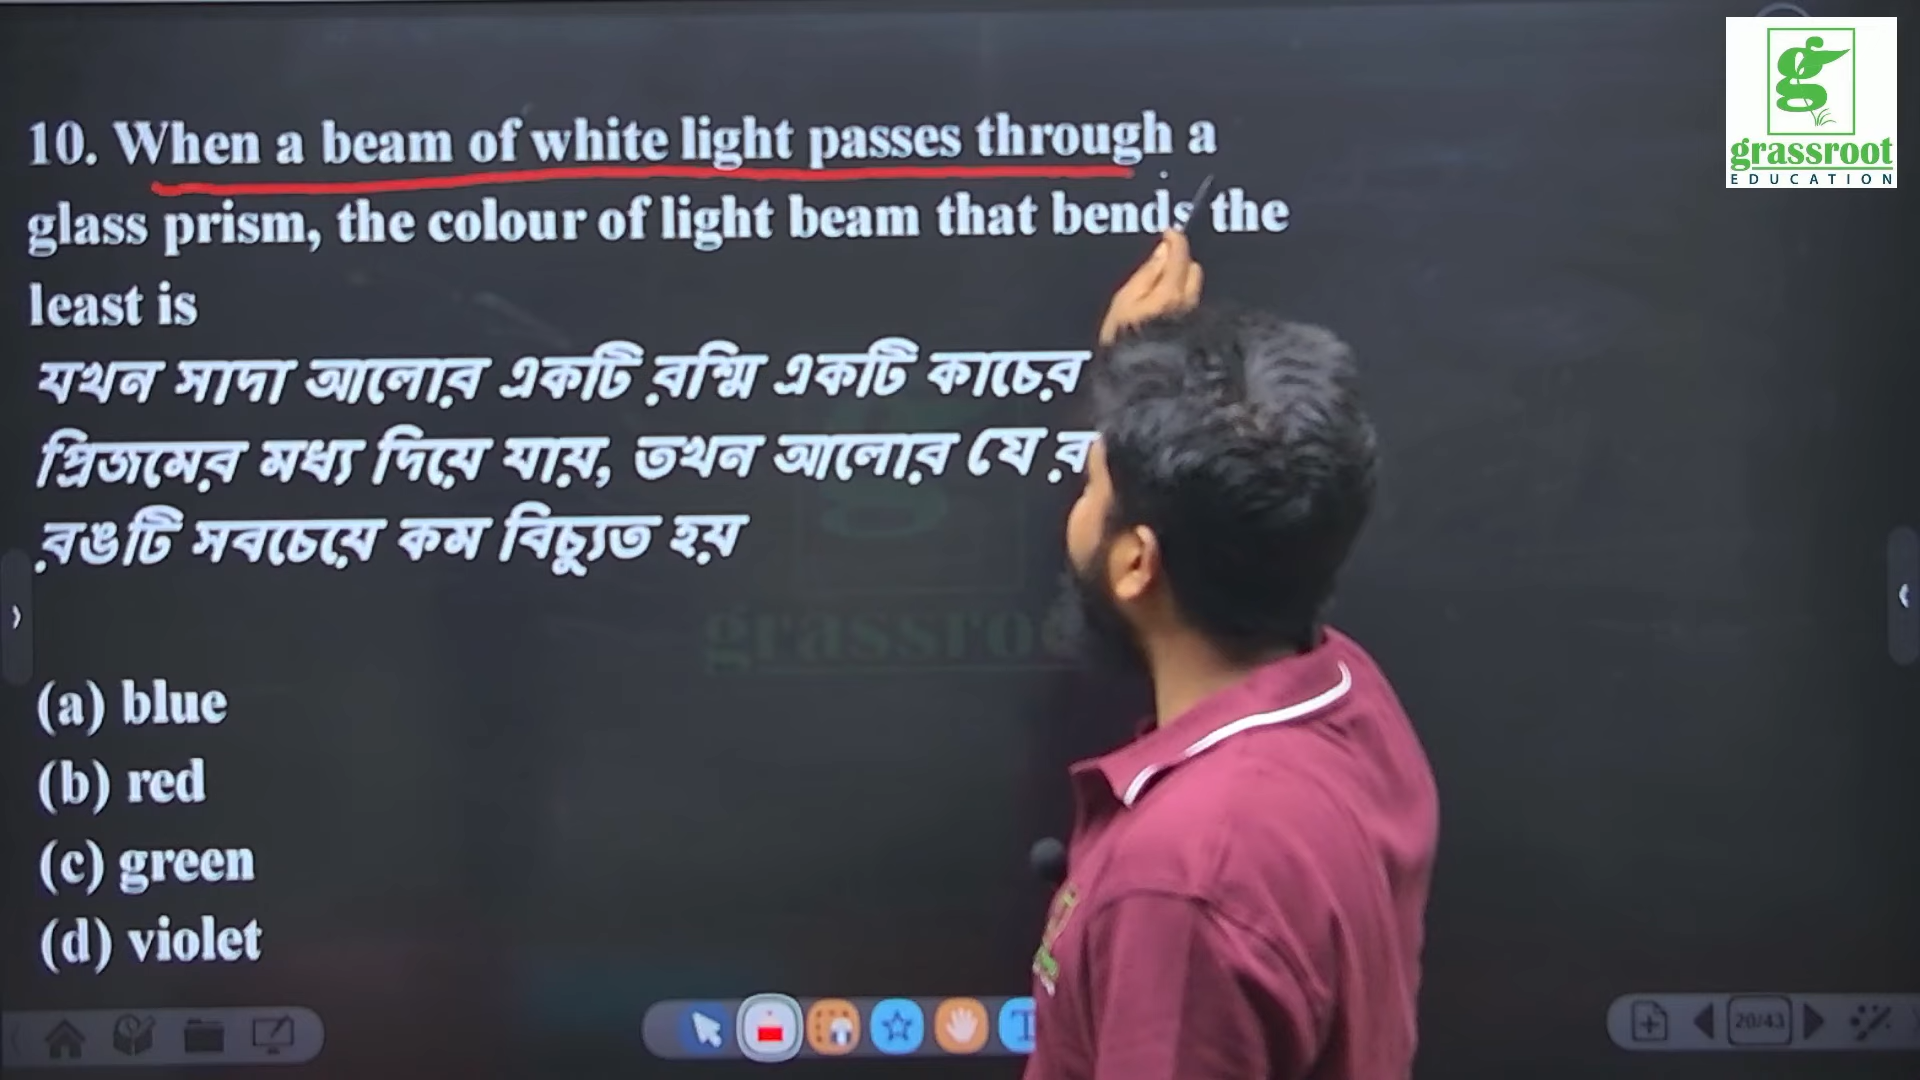 grassroot
EDUCATION
10. When a beam of white light passes through a
glass prism, the colour of light beam that bends the
least is
যখন সাদা আলোর একটি রশ্মি একটি কাচের
প্রিজমের মধ্য দিয়ে যায়, তখন আলোর যে
রঙটি সবচেয়ে কম বিচ্যুত হয়
grassroo
(a) blue
(b) red
(c) green
(d) violet
20/43